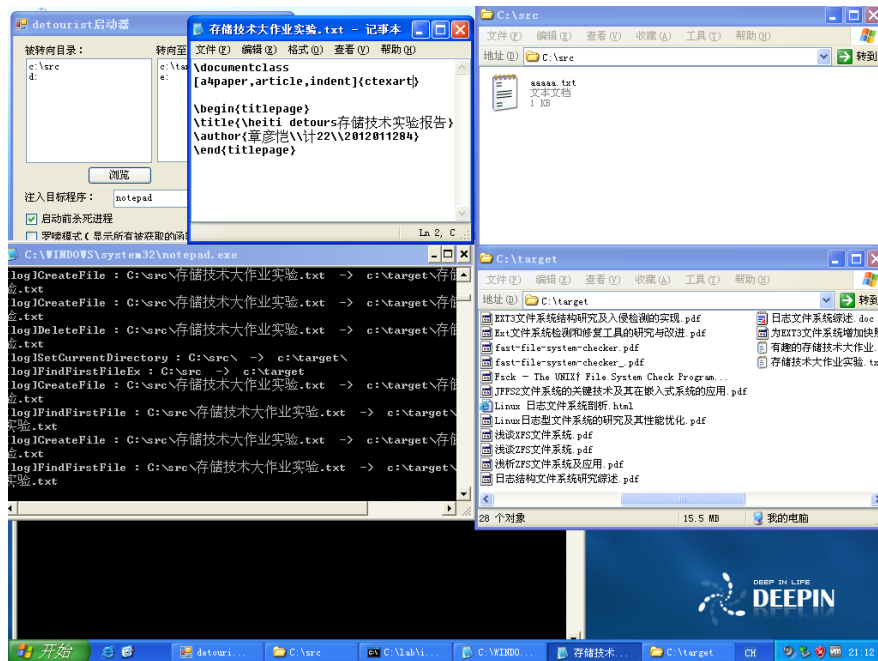 detourist启动器
被转向目录：
转向至
c:\src
d:
c:\ta
e:
浏览
注入目标程序：
notepad
启动前杀死进程
罗嗦模式（显示所有被获取的函
存储技术大作业实验.txt - 记事本
文件(F) 编辑(E) 格式(O) 查看(V) 帮助(H)
\documentclass
[a4paper,article,indent]{ctexart}
\begin{titlepage}
\title{\heiti detours存储技术实验报告}
\author{章彦恺\\计22\\2012011284}
\end{titlepage}
Ln 2, C
C:\src
文件(F) 编辑(E) 查看(V) 收藏(A) 工具(T) 帮助(H)
地址(D) C:\src 转到
aaaaa.txt
文本文档
1 KB
C:\WINDOWS\system32\notepad.exe
[log]CreateFile : C:\src\存储技术大作业实验.txt -> c:\target\存储
验.txt
[log]CreateFile : C:\src\存储技术大作业实验.txt -> c:\target\存储
验.txt
[log]DeleteFile : C:\src\存储技术大作业实验.txt -> c:\target\存储
验.txt
[log]SetCurrentDirectory : C:\src\ -> c:\target\
[log]FindFirstFileEx : C:\src -> c:\target
[log]CreateFile : C:\src\存储技术大作业实验.txt -> c:\target\存储
验.txt
[log]FindFirstFile : C:\src\存储技术大作业实验.txt -> c:\target\
实验.txt
[log]CreateFile : C:\src\存储技术大作业实验.txt -> c:\target\存储
验.txt
[log]FindFirstFile : C:\src\存储技术大作业实验.txt -> c:\target\
实验.txt
C:\target
文件(F) 编辑(E) 查看(V) 收藏(A) 工具(T) 帮助(H)
地址(D) C:\target 转到
EXT3文件系统结构研究及入侵检测的实现.pdf
Ext文件系统检测和修复工具的研究与改进.pdf
fast-file-system-checker.pdf
fast-file-system-checker_.pdf
Fsck - The UNIX† File System Check Program...
JFFS2文件系统的关键技术及其在嵌入式系统的应用.pdf
Linux 日志文件系统剖析.html
Linux日志型文件系统的研究及其性能优化.pdf
浅谈ZFS文件系统.pdf
浅谈ZFS文件系统.pdf
浅析ZFS文件系统及应用.pdf
日志结构文件系统研究综述.pdf
日志文件系统综述.doc
为EXT3文件系统增加快照
有趣的存储技术大作业.
存储技术大作业实验.tx
28 个对象 15.5 MB 我的电脑
DEEP IN LIFE
DEEPIN
开始 detouri... C:\src C:\lab\i... C:\WINDO... 存储技术... C:\target CH 21:12